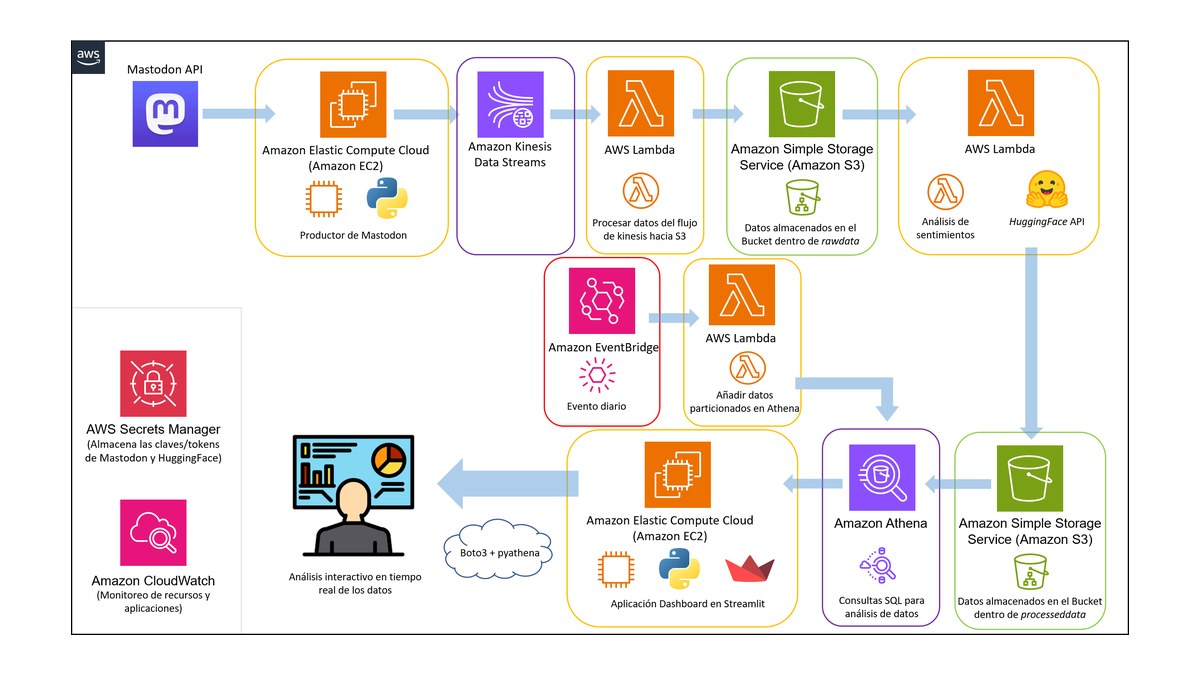 aws
Mastodon API
Amazon Elastic Compute Cloud
(Amazon EC2)
Productor de Mastodon
Amazon Kinesis
Data Streams
AWS Lambda
Procesar datos del flujo
de kinesis hacia S3
Amazon Simple Storage
Service (Amazon S3)
Datos almacenados en el
Bucket dentro de rawdata
AWS Lambda
Análisis de
sentimientos
HuggingFace API
Amazon EventBridge
Evento diario
AWS Lambda
Añadir datos
particionados en Athena
AWS Secrets Manager
(Almacena las claves/tokens
de Mastodon y HuggingFace)
Amazon CloudWatch
(Monitoreo de recursos y
aplicaciones)
Análisis interactivo en tiempo
real de los datos
Boto3 + pyathena
Amazon Elastic Compute Cloud
(Amazon EC2)
Aplicación Dashboard en Streamlit
Amazon Athena
Consultas SQL para
análisis de datos
Amazon Simple Storage
Service (Amazon S3)
Datos almacenados en el Bucket
dentro de processeddata